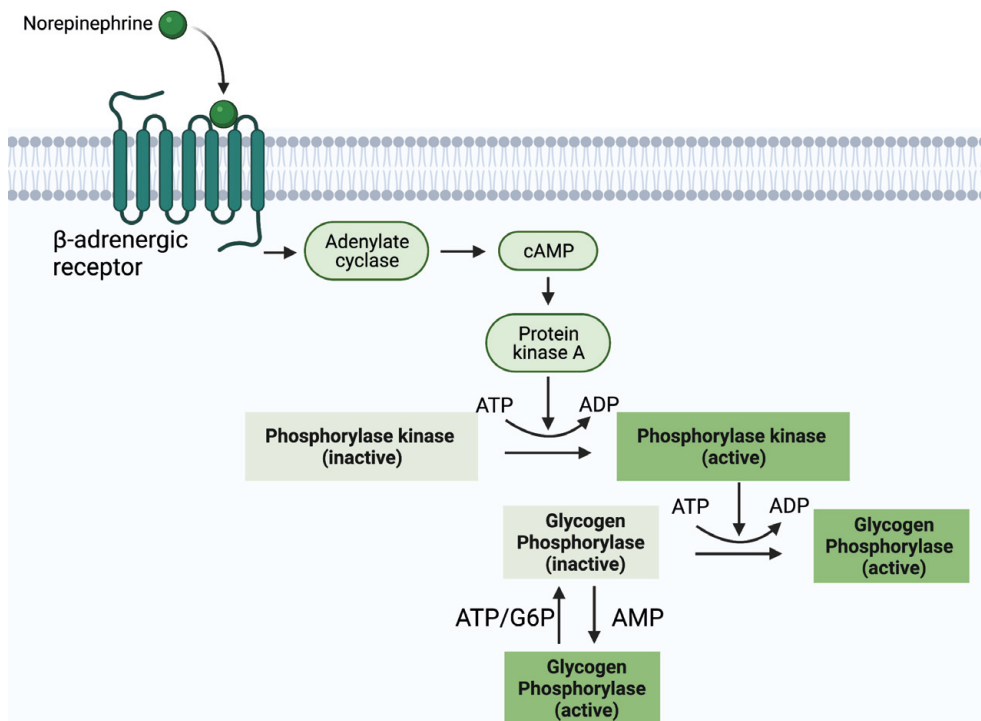 Norepinephrine
β-adrenergic
receptor
Adenylate
cyclase
cAMP
Protein
kinase A
ATP
ADP
Phosphorylase kinase
(inactive)
Phosphorylase kinase
(active)
ATP
ADP
Glycogen
Phosphorylase
(inactive)
Glycogen
Phosphorylase
(active)
ATP/G6P
AMP
Glycogen
Phosphorylase
(active)